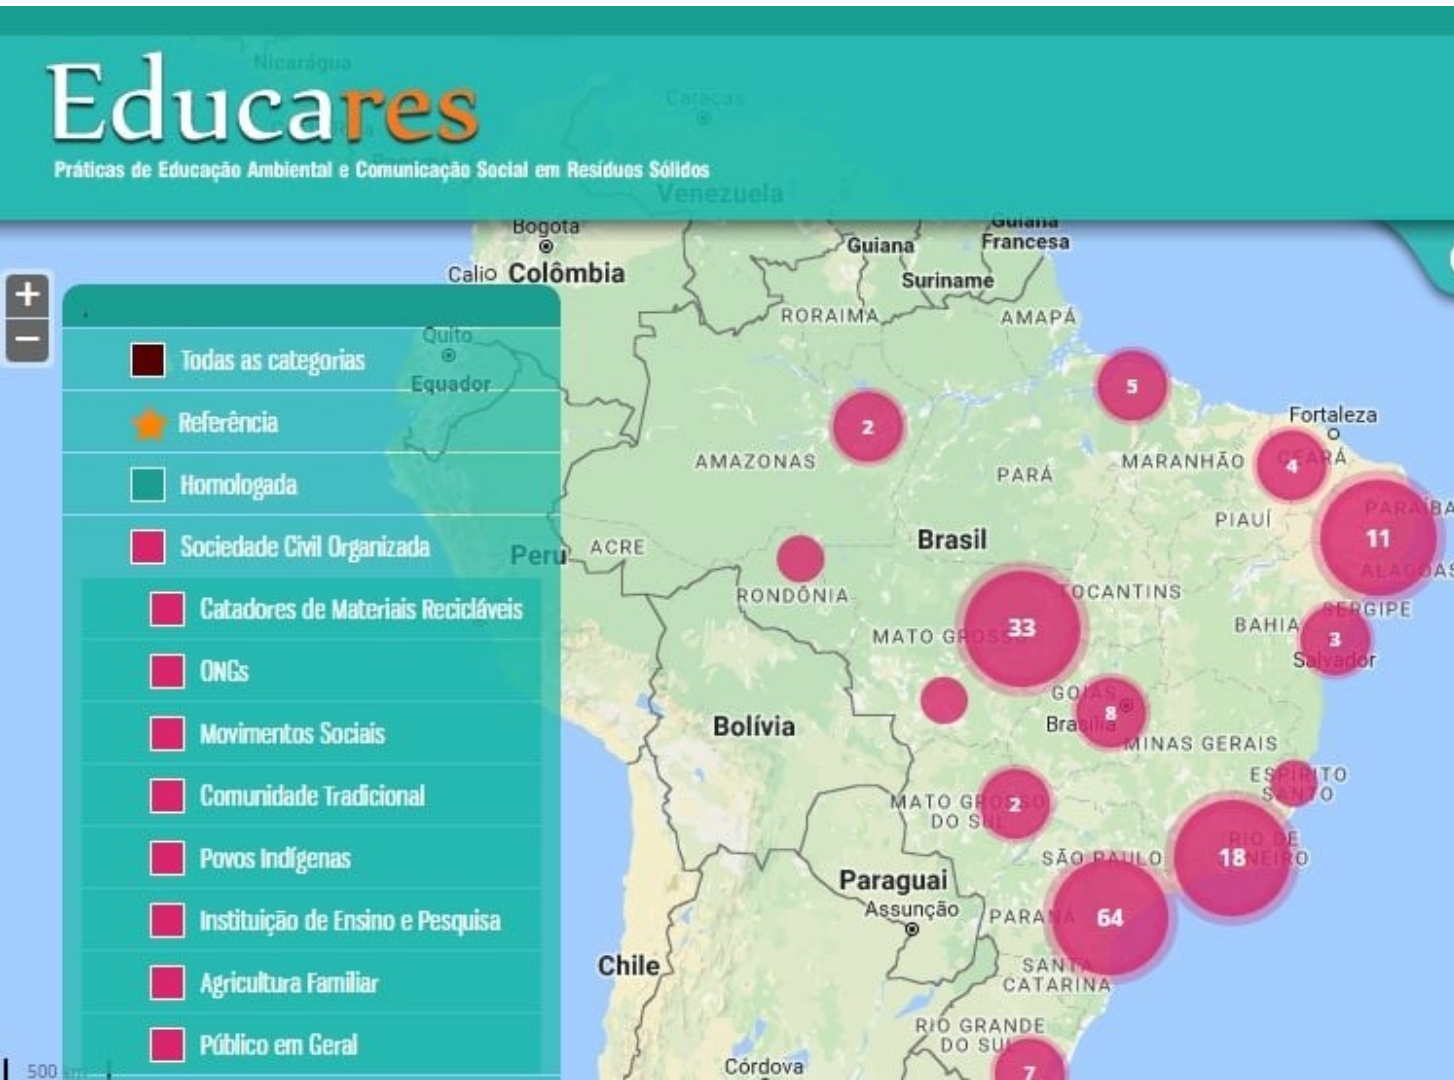 Nicarágua
Caracas
Educares
Práticas de Educação Ambiental e Comunicação Social em Resíduos Sólidos
Venezuela
Bogotá
Guiana
Guiana
Francesa
Cali
Colômbia
Suriname
+
−
RORAIMA
AMAPÁ
Quito
Equador
Todas as categorias
Referência
Homologada
Sociedade Civil Organizada
Catadores de Materiais Recicláveis
ONGs
Movimentos Sociais
Comunidade Tradicional
Povos Indígenas
Instituição de Ensino e Pesquisa
Agricultura Familiar
Público em Geral
500 km
5
2
Fortaleza
AMAZONAS
PARÁ
MARANHÃO
4
CEARÁ
PARAÍBA
PIAUÍ
11
Brasil
Peru
ACRE
ALAGOAS
RONDÔNIA
TOCANTINS
SERGIPE
33
MATO GROSSO
BAHIA
3
Salvador
GOIÁS
8
Brasília
Bolívia
MINAS GERAIS
ESPÍRITO
SANTO
MATO GROSSO
DO SUL
2
RIO DE
JANEIRO
18
SÃO PAULO
Paraguai
Assunção
PARANÁ
64
Chile
SANTA
CATARINA
RIO GRANDE
DO SUL
7
Córdova